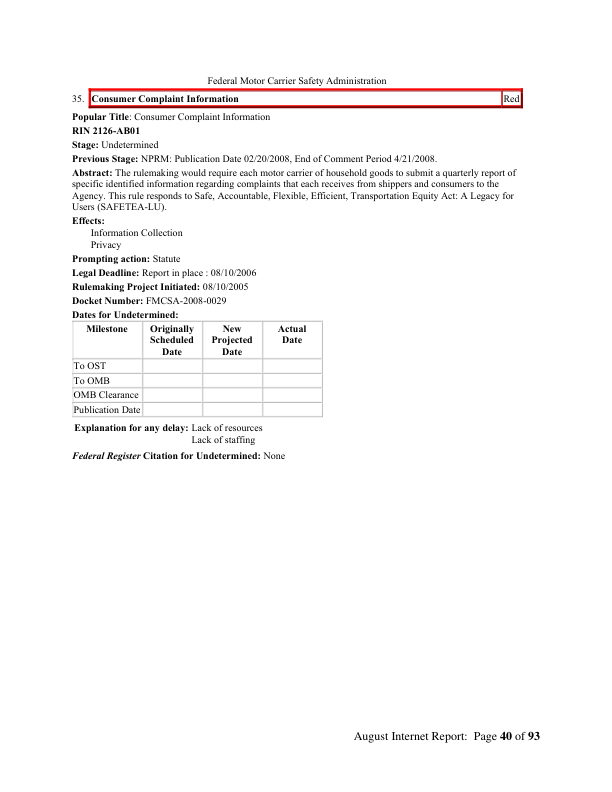 Federal Motor Carrier Safety Administration
35. Consumer Complaint Information Red
Popular Title: Consumer Complaint Information
RIN 2126-AB01
Stage: Undetermined
Previous Stage: NPRM: Publication Date 02/20/2008, End of Comment Period 4/21/2008.
Abstract: The rulemaking would require each motor carrier of household goods to submit a quarterly report of
specific identified information regarding complaints that each receives from shippers and consumers to the
Agency. This rule responds to Safe, Accountable, Flexible, Efficient, Transportation Equity Act: A Legacy for
Users (SAFETEA-LU).
Effects:
Information Collection
Privacy
Prompting action: Statute
Legal Deadline: Report in place : 08/10/2006
Rulemaking Project Initiated: 08/10/2005
Docket Number: FMCSA-2008-0029
Dates for Undetermined:
Milestone Originally New Actual
Scheduled Projected Date
Date Date
To OST
To OMB
OMB Clearance
Publication Date
Explanation for any delay: Lack of resources
Lack of staffing
Federal Register Citation for Undetermined: None
August Internet Report: Page 40 of 93